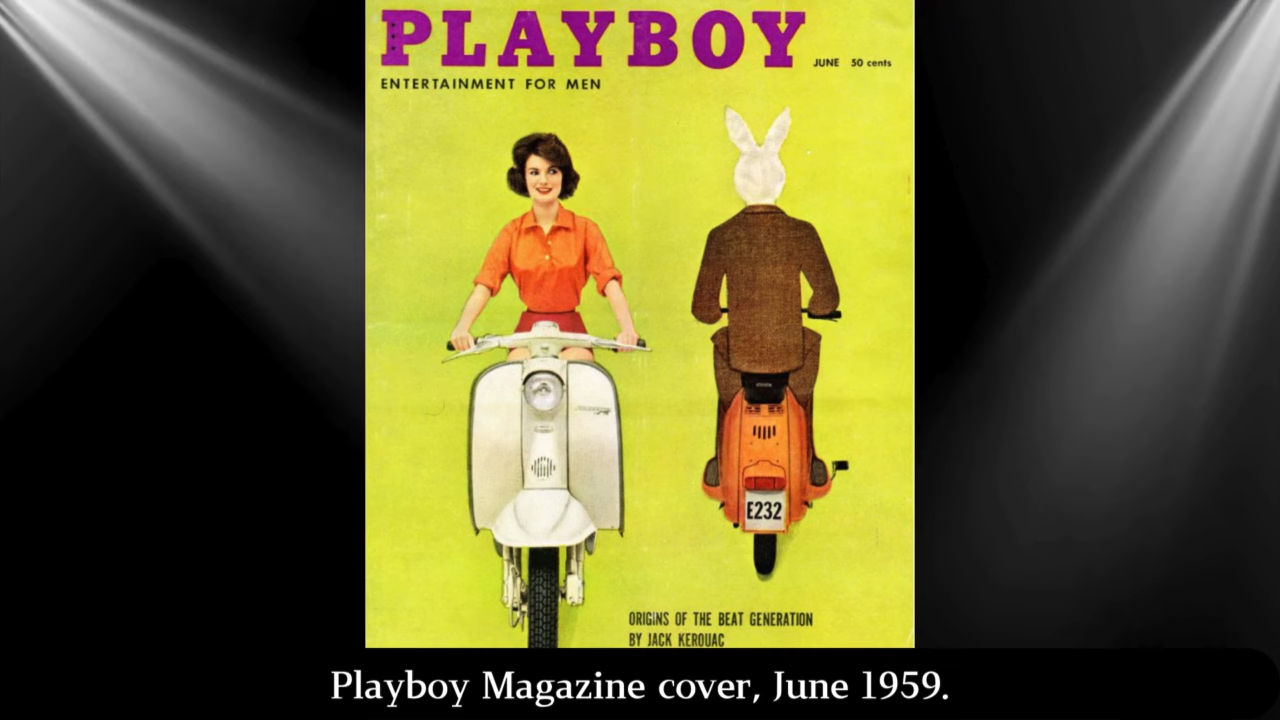 PLAYBOY
JUNE 50 cents
ENTERTAINMENT FOR MEN
E232
ORIGINS OF THE BEAT GENERATION
BY JACK KEROUAC
Playboy Magazine cover, June 1959.